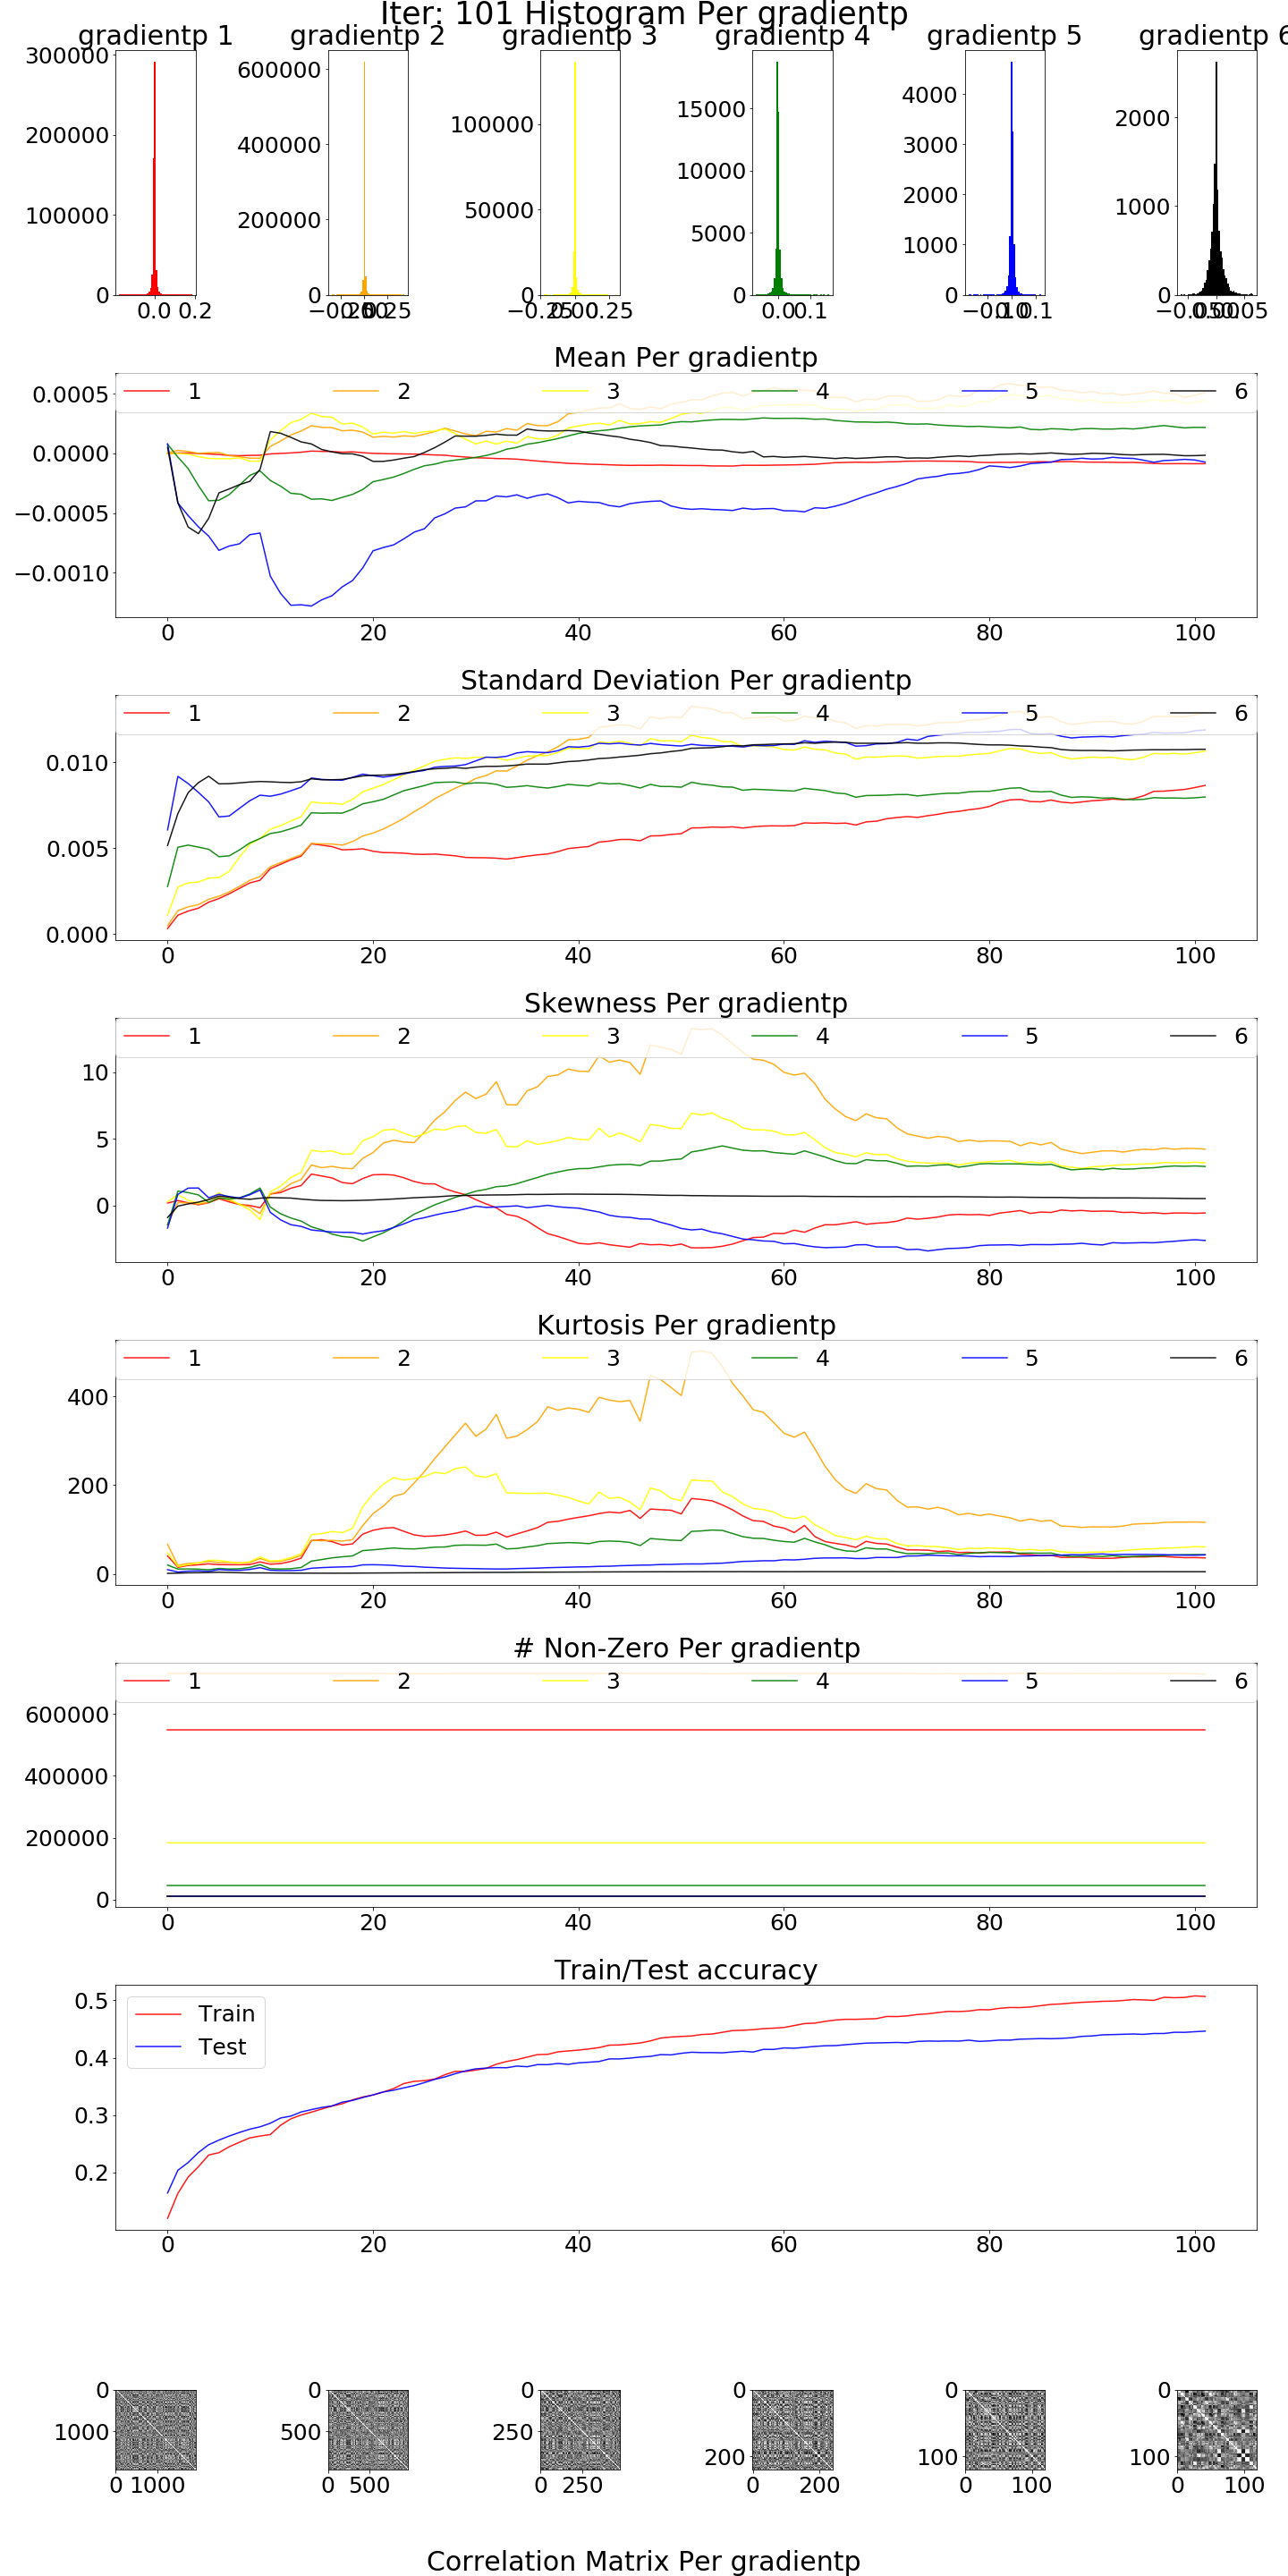 Iter: 101 Histogram Per gradientp
gradientp 1 gradientp 2 gradientp 3 gradientp 4 gradientp 5 gradientp 6
300000
200000
100000
0
0.0 0.2
600000
400000
200000
0
−0.25 0.00 0.25
100000
50000
0
−0.25 0.00 0.25
15000
10000
5000
0
0.0 0.1
4000
3000
2000
1000
0
−0.1 0.0 0.1
2000
1000
0
−0.05 0.00 0.05
Mean Per gradientp
1 2 3 4 5 6
0.0005
0.0000
−0.0005
−0.0010
0 20 40 60 80 100
Standard Deviation Per gradientp
1 2 3 4 5 6
0.010
0.005
0.000
0 20 40 60 80 100
Skewness Per gradientp
1 2 3 4 5 6
10
5
0
0 20 40 60 80 100
Kurtosis Per gradientp
1 2 3 4 5 6
400
200
0
0 20 40 60 80 100
# Non-Zero Per gradientp
1 2 3 4 5 6
600000
400000
200000
0
0 20 40 60 80 100
Train/Test accuracy
Train
Test
0.5
0.4
0.3
0.2
0 20 40 60 80 100
0
1000
0 1000
0
500
0 500
0
250
0 250
0
200
0 200
0
100
0 100
0
100
0 100
Correlation Matrix Per gradientp